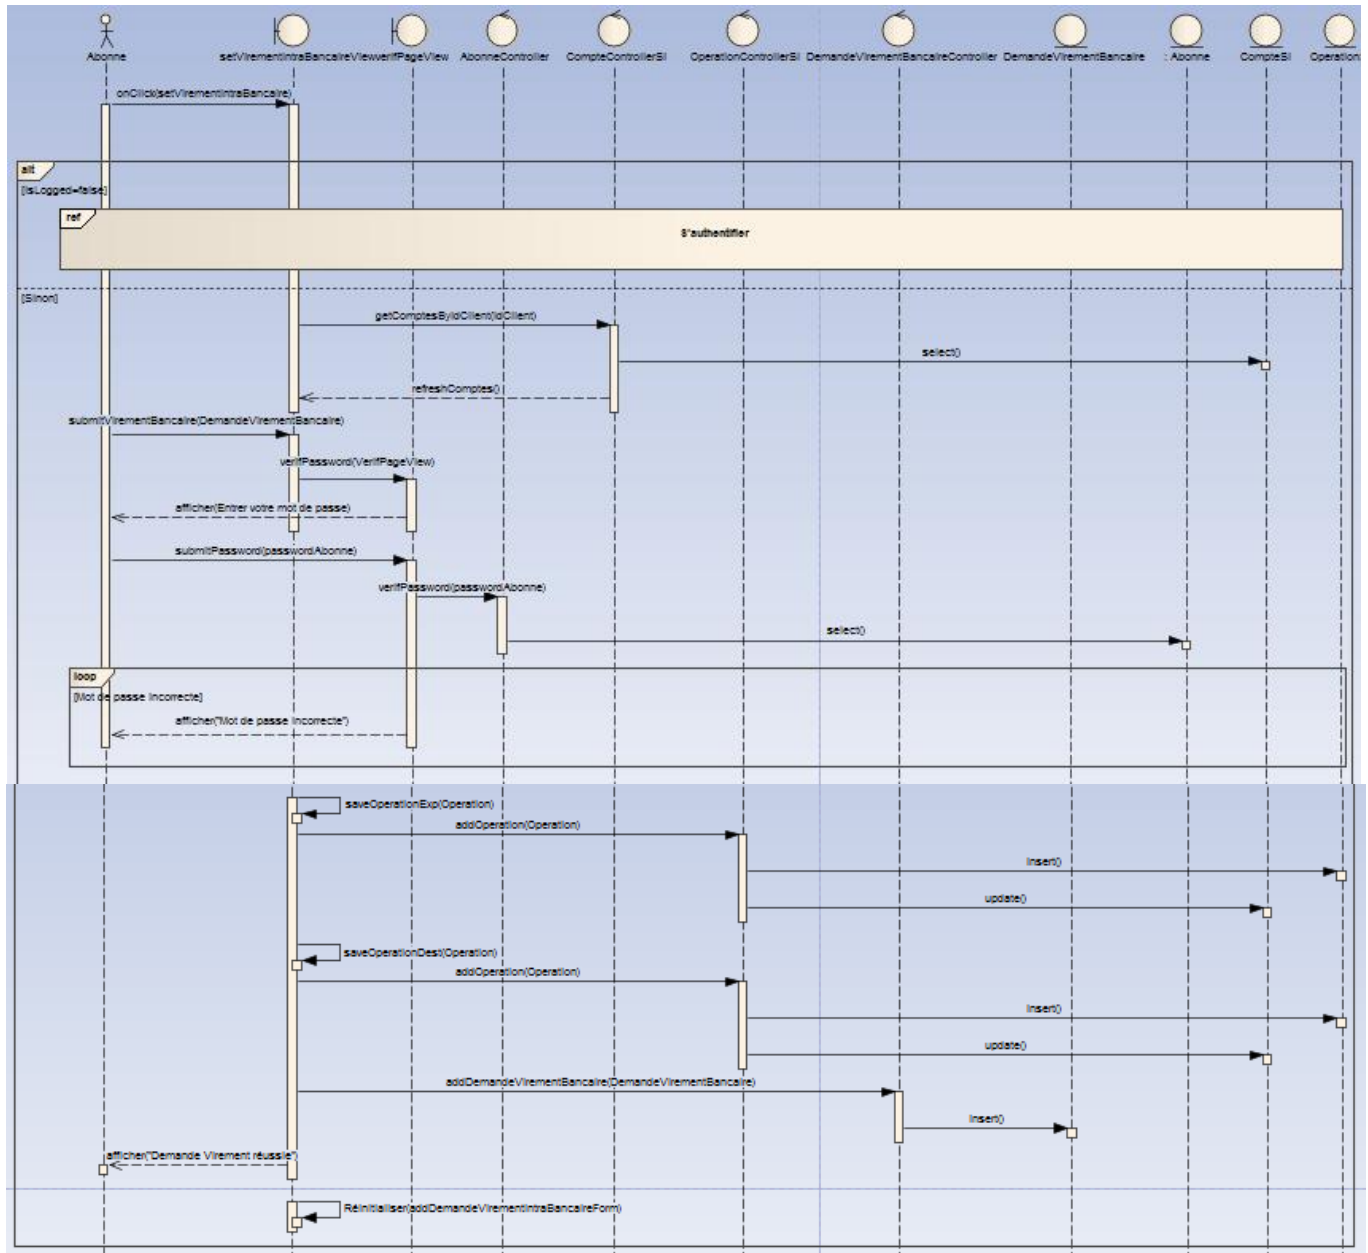 Abonne
setVirementIntraBancaireView
verifPageView
AbonneController
CompteControllerSI
OperationControllerSI
DemandeVirementBancaireController
DemandeVirementBancaire
: Abonne
CompteSI
Operation
onClick(setVirementIntraBancaire)
alt
[isLogged=false]
ref
S'authentifier
[Sinon]
getComptesByIdClient(idClient)
select()
refreshComptes()
submitVirementBancaire(DemandeVirementBancaire)
verifPassword(VerifPageView)
afficher(Entrer votre mot de passe)
submitPassword(passwordAbonne)
verifPassword(passwordAbonne)
select()
loop
[Mot de passe incorrecte]
afficher("Mot de passe incorrecte")
saveOperationExp(Operation)
addOperation(Operation)
insert()
update()
saveOperationDest(Operation)
addOperation(Operation)
insert()
update()
addDemandeVirementBancaire(DemandeVirementBancaire)
insert()
afficher("Demande Virement réussie")
Réinitialiser(addDemandeVirementIntraBancaireForm)